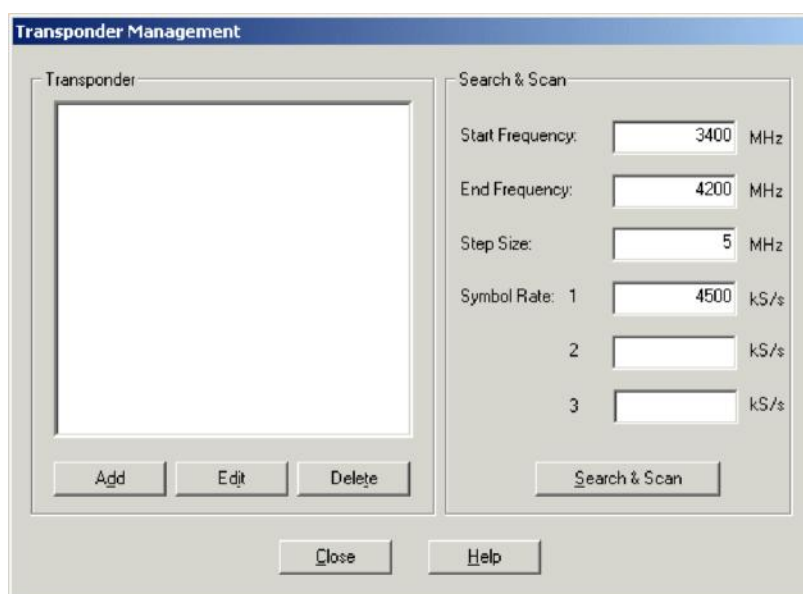 Transponder Management
Transponder
Search & Scan
Start Frequency: 3400 MHz
End Frequency: 4200 MHz
Step Size: 5 MHz
Symbol Rate: 1 4500 kS/s
2 kS/s
3 kS/s
Add Edit Delete
Search & Scan
Close Help